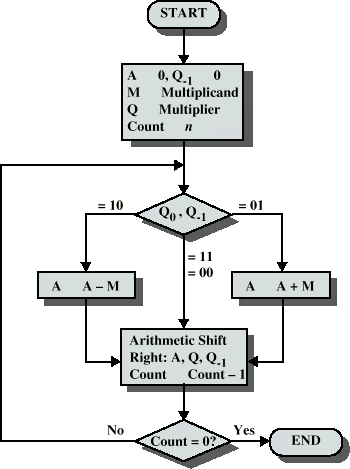 START
A 0, Q-1 0
M Multiplicand
Q Multiplier
Count n
= 10
Q0, Q-1
= 01
= 11
= 00
A A – M
A A + M
Arithmetic Shift
Right: A, Q, Q-1
Count Count – 1
No
Count = 0?
Yes
END